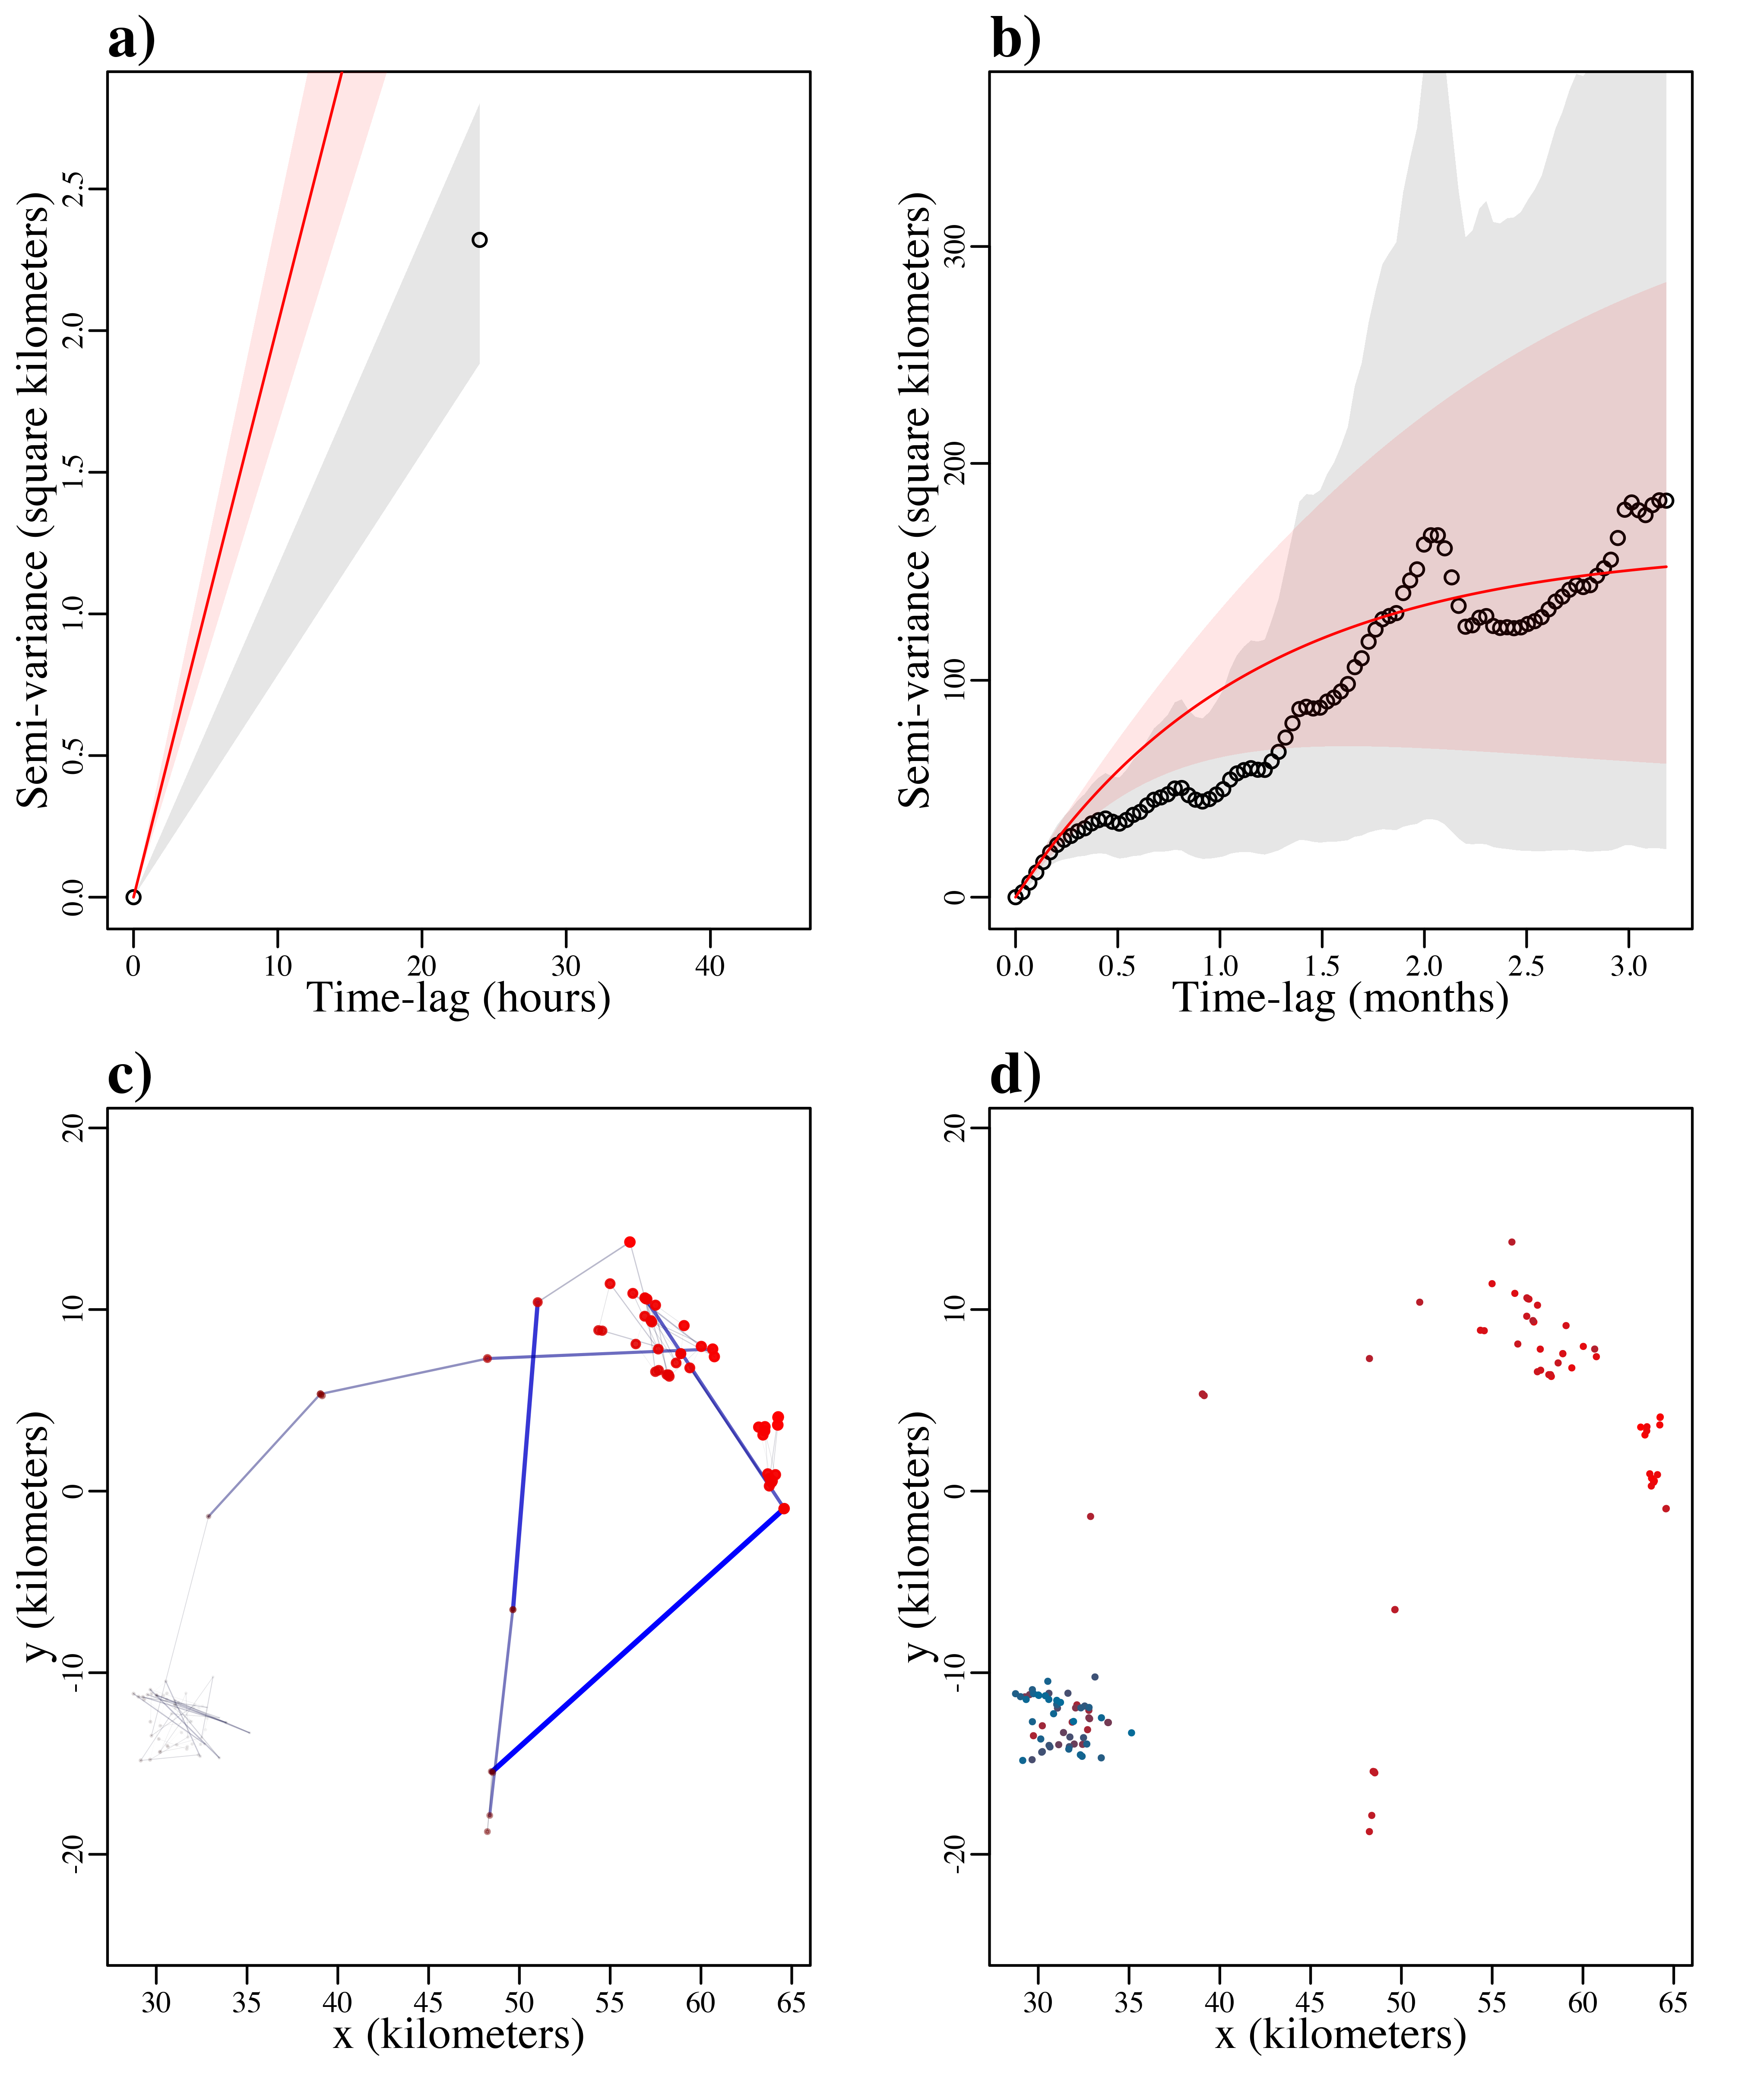 a)
Semi-variance (square kilometers)
2.5
2.0
1.5
1.0
0.5
0.0
0 10 20 30 40
Time-lag (hours)
b)
Semi-variance (square kilometers)
300
200
100
0
0.0 0.5 1.0 1.5 2.0 2.5 3.0
Time-lag (months)
c)
y (kilometers)
20
10
0
-10
-20
30 35 40 45 50 55 60 65
x (kilometers)
d)
y (kilometers)
20
10
0
-10
-20
30 35 40 45 50 55 60 65
x (kilometers)